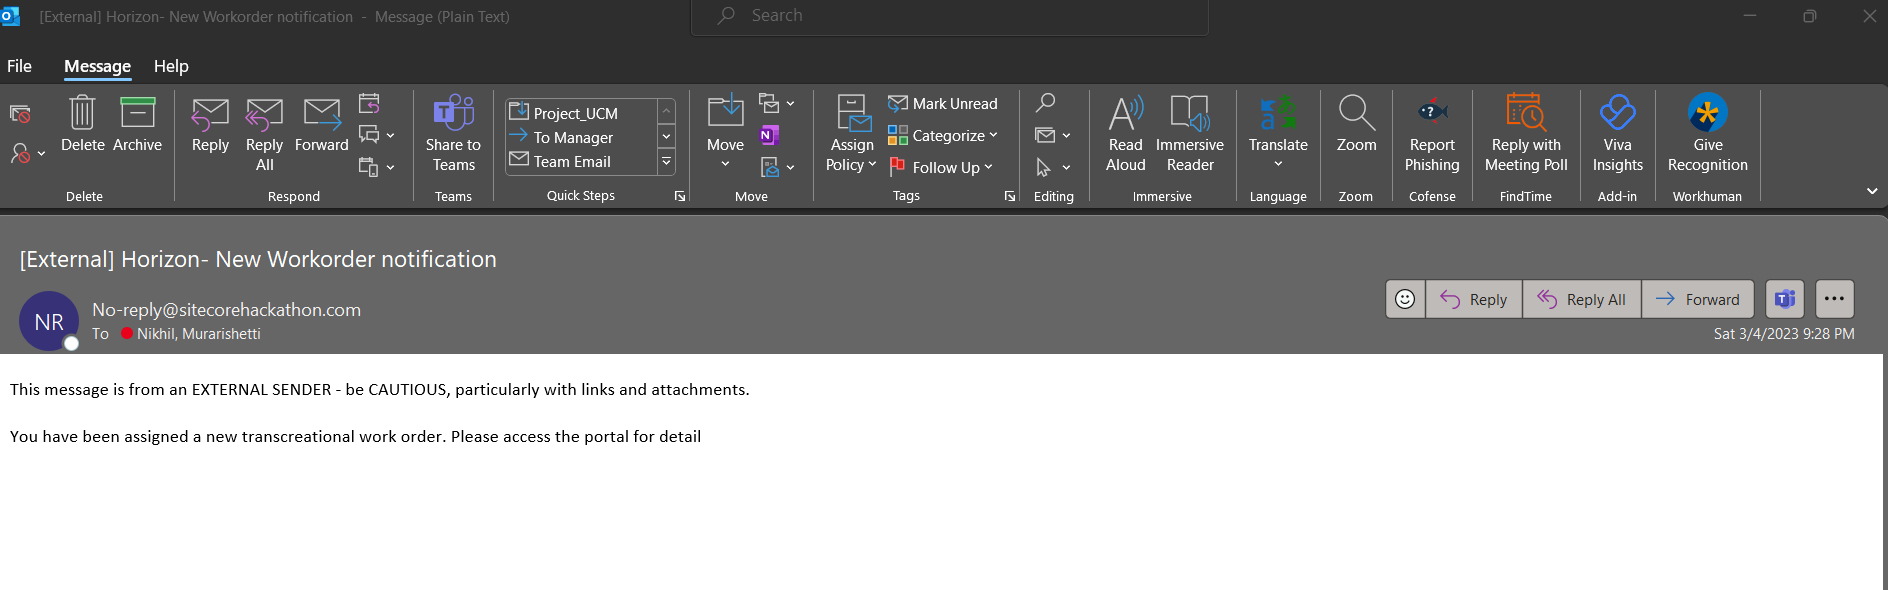 [External] Horizon- New Workorder notification - Message (Plain Text)
Search
File Message Help
Delete
Archive
Delete
Reply
Reply All
Forward
Respond
Share to Teams
Teams
Project_UCM
To Manager
Team Email
Quick Steps
Move
Move
Assign Policy
Mark Unread
Categorize
Follow Up
Tags
Editing
Read Aloud
Immersive Reader
Immersive
Translate
Language
Zoom
Zoom
Report Phishing
Cofense
Reply with Meeting Poll
FindTime
Viva Insights
Add-in
Give Recognition
Workhuman
[External] Horizon- New Workorder notification
NR
No-reply@sitecorehackathon.com
To Nikhil, Murarishetti
Reply
Reply All
Forward
Sat 3/4/2023 9:28 PM
This message is from an EXTERNAL SENDER - be CAUTIOUS, particularly with links and attachments.
You have been assigned a new transcreational work order. Please access the portal for detail